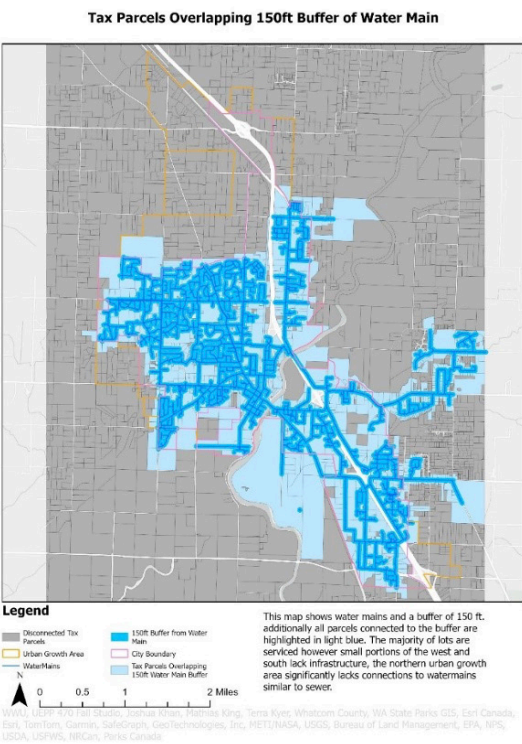 Tax Parcels Overlapping 150ft Buffer of Water Main
Legend
Disconnected Tax
Parcels
Urban Growth Area
WaterMains
150ft Buffer from Water
Main
City Boundary
Tax Parcels Overlapping
150ft Water Main Buffer
N
0 0.5 1 2 Miles
This map shows water mains and a buffer of 150 ft.
additionally all parcels connected to the buffer are
highlighted in light blue. The majority of lots are
serviced however small portions of the west and
south lack infrastructure, the northern urban growth
area significantly lacks connections to watermains
similar to sewer.
WWU, UEPP 470 Fall Studio, Joshua Khan, Mathias King, Terra Kyer, Whatcom County, WA State Parks GIS, Esri Canada,
Esri, TomTom, Garmin, SafeGraph, GeoTechnologies, Inc, METI/NASA, USGS, Bureau of Land Management, EPA, NPS,
USDA, USFWS, NRCan, Parks Canada